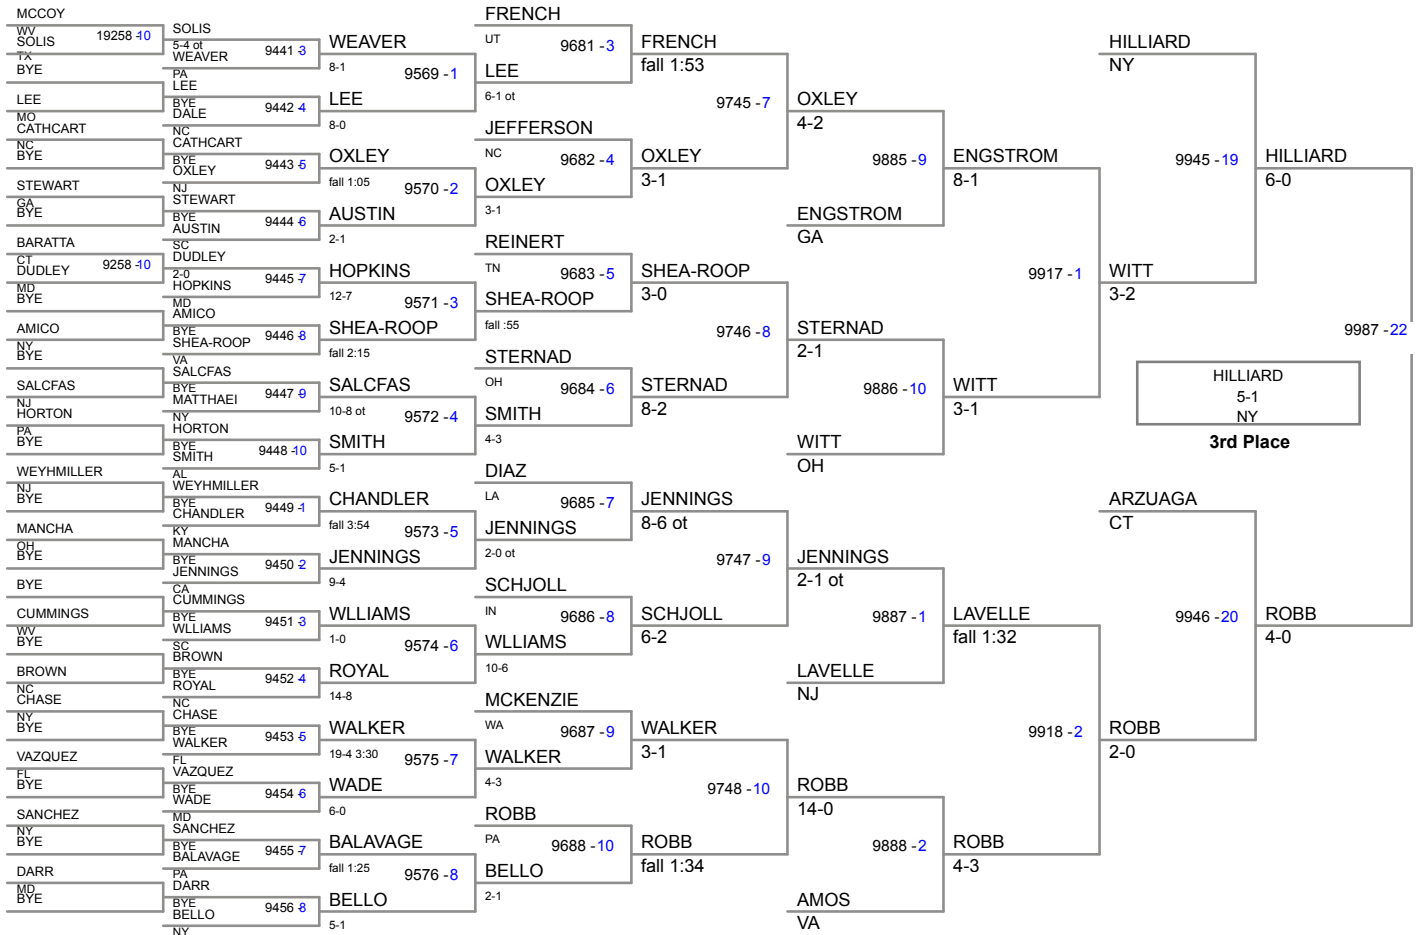 MCCOY
WV
SOLIS
TX
BYE
LEE
MO
CATHCART
NC
BYE
STEWART
GA
BYE
BARATTA
CT
DUDLEY
MD
BYE
AMICO
NY
BYE
SALCFAS
NJ
HORTON
PA
BYE
WEYHMILLER
NJ
BYE
MANCHA
OH
BYE
BYE
CUMMINGS
WV
BYE
BROWN
NC
CHASE
NY
BYE
VAZQUEZ
FL
BYE
SANCHEZ
NY
BYE
DARR
MD
BYE
19258 -10
9258 -10
SOLIS
5-4 ot
WEAVER
PA
LEE
BYE
DALE
NC
CATHCART
BYE
OXLEY
NJ
STEWART
BYE
AUSTIN
SC
DUDLEY
2-0
HOPKINS
MD
AMICO
BYE
SHEA-ROOP
VA
SALCFAS
BYE
MATTHAEI
NY
HORTON
BYE
SMITH
AL
WEYHMILLER
BYE
CHANDLER
KY
MANCHA
BYE
JENNINGS
CA
CUMMINGS
BYE
WLLIAMS
SC
BROWN
BYE
ROYAL
NC
CHASE
BYE
WALKER
FL
VAZQUEZ
BYE
WADE
MD
SANCHEZ
BYE
BALAVAGE
PA
DARR
BYE
BELLO
NY
9441 -3
9442 -4
9443 -5
9444 -6
9445 -7
9446 -8
9447 -9
9448 -10
9449 -1
9450 -2
9451 -3
9452 -4
9453 -5
9454 -6
9455 -7
9456 -8
WEAVER
8-1
LEE
8-0
OXLEY
fall 1:05
AUSTIN
2-1
HOPKINS
12-7
SHEA-ROOP
fall 2:15
SALCFAS
10-8 ot
SMITH
5-1
CHANDLER
fall 3:54
JENNINGS
9-4
WLLIAMS
1-0
ROYAL
14-8
WALKER
19-4 3:30
WADE
6-0
BALAVAGE
fall 1:25
BELLO
5-1
9569 -1
9570 -2
9571 -3
9572 -4
9573 -5
9574 -6
9575 -7
9576 -8
FRENCH
UT
LEE
6-1 ot
JEFFERSON
NC
OXLEY
3-1
REINERT
TN
SHEA-ROOP
fall :55
STERNAD
OH
SMITH
4-3
DIAZ
LA
JENNINGS
2-0 ot
SCHJOLL
IN
WLLIAMS
10-6
MCKENZIE
WA
WALKER
4-3
ROBB
PA
BELLO
2-1
9681 -3
9682 -4
9683 -5
9684 -6
9685 -7
9686 -8
9687 -9
9688 -10
FRENCH
fall 1:53
OXLEY
3-1
SHEA-ROOP
3-0
STERNAD
8-2
JENNINGS
8-6 ot
SCHJOLL
6-2
WALKER
3-1
ROBB
fall 1:34
9745 -7
9746 -8
9747 -9
9748 -10
OXLEY
4-2
ENGSTROM
GA
STERNAD
2-1
WITT
OH
JENNINGS
2-1 ot
LAVELLE
NJ
ROBB
14-0
AMOS
VA
9885 -9
9886 -10
9887 -1
9888 -2
ENGSTROM
8-1
WITT
3-1
LAVELLE
fall 1:32
ROBB
4-3
9917 -1
9918 -2
HILLIARD
NY
WITT
3-2
ARZUAGA
CT
ROBB
2-0
9945 -19
9946 -20
HILLIARD
6-0
ROBB
4-0
9987 -22
HILLIARD
5-1
NY
3rd Place